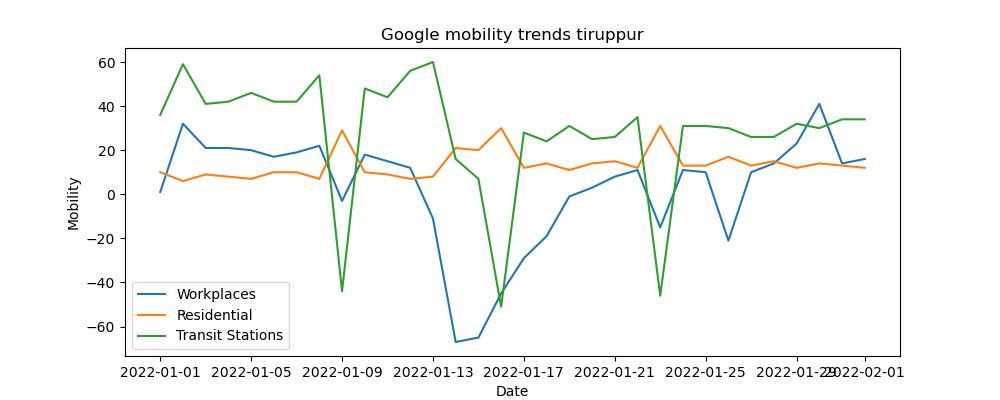 Google mobility trends tiruppur
Mobility
60
40
20
0
−20
−40
−60
Workplaces
Residential
Transit Stations
2022-01-01 2022-01-05 2022-01-09 2022-01-13 2022-01-17 2022-01-21 2022-01-25 2022-01-29 2022-02-01
Date